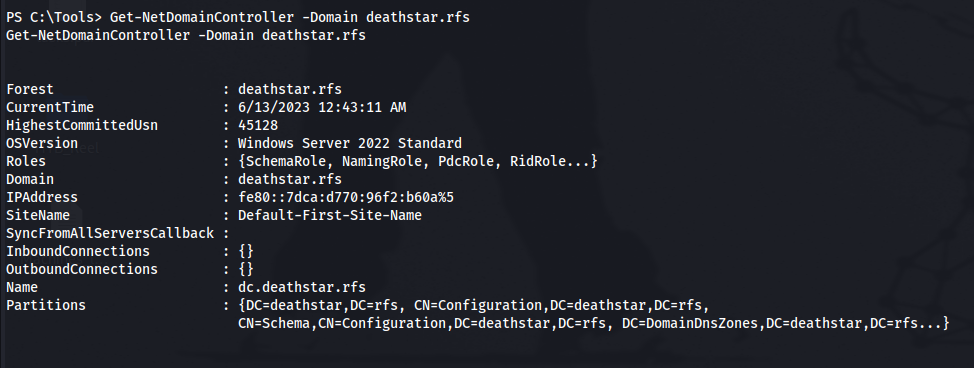 PS C:\Tools> Get-NetDomainController -Domain deathstar.rfs
Get-NetDomainController -Domain deathstar.rfs
Forest                     : deathstar.rfs
CurrentTime                : 6/13/2023 12:43:11 AM
HighestCommittedUsn        : 45128
OSVersion                  : Windows Server 2022 Standard
Roles                      : {SchemaRole, NamingRole, PdcRole, RidRole...}
Domain                     : deathstar.rfs
IPAddress                  : fe80::7dca:d770:96f2:b60a%5
SiteName                   : Default-First-Site-Name
SyncFromAllServersCallback :
InboundConnections         : {}
OutboundConnections        : {}
Name                       : dc.deathstar.rfs
Partitions                 : {DC=deathstar,DC=rfs, CN=Configuration,DC=deathstar,DC=rfs,
                             CN=Schema,CN=Configuration,DC=deathstar,DC=rfs, DC=DomainDnsZones,DC=deathstar,DC=rfs...}